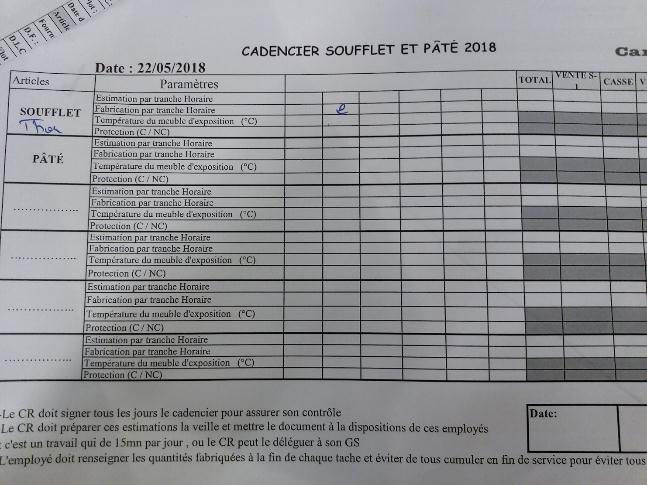 Date d
Article
Fourn
D.F. :
D.L.C
CADENCIER SOUFFLET ET PÂTÉ 2018
Date : 22/05/2018
Articles Paramètres TOTAL VENTE S-1 CASSE V
SOUFFLET
Estimation par tranche Horaire
Fabrication par tranche Horaire
Température du meuble d'exposition (°C)
Protection (C / NC)
PÂTÉ
Estimation par tranche Horaire
Fabrication par tranche Horaire
Température du meuble d'exposition (°C)
Protection (C / NC)
..................
Estimation par tranche Horaire
Fabrication par tranche Horaire
Température du meuble d'exposition (°C)
Protection (C / NC)
..................
Estimation par tranche Horaire
Fabrication par tranche Horaire
Température du meuble d'exposition (°C)
Protection (C / NC)
..................
Estimation par tranche Horaire
Fabrication par tranche Horaire
Température du meuble d'exposition (°C)
Protection (C / NC)
..................
Estimation par tranche Horaire
Fabrication par tranche Horaire
Température du meuble d'exposition (°C)
Protection (C / NC)
-Le CR doit signer tous les jours le cadencier pour assurer son contrôle
-Le CR doit préparer ces estimations la veille et mettre le document à la dispositions de ces employés
: c'est un travail qui de 15mn par jour , ou le CR peut le déléguer à son GS
L'employé doit renseigner les quantités fabriquées à la fin de chaque tache et éviter de tous cumuler en fin de service pour éviter tous
Date: